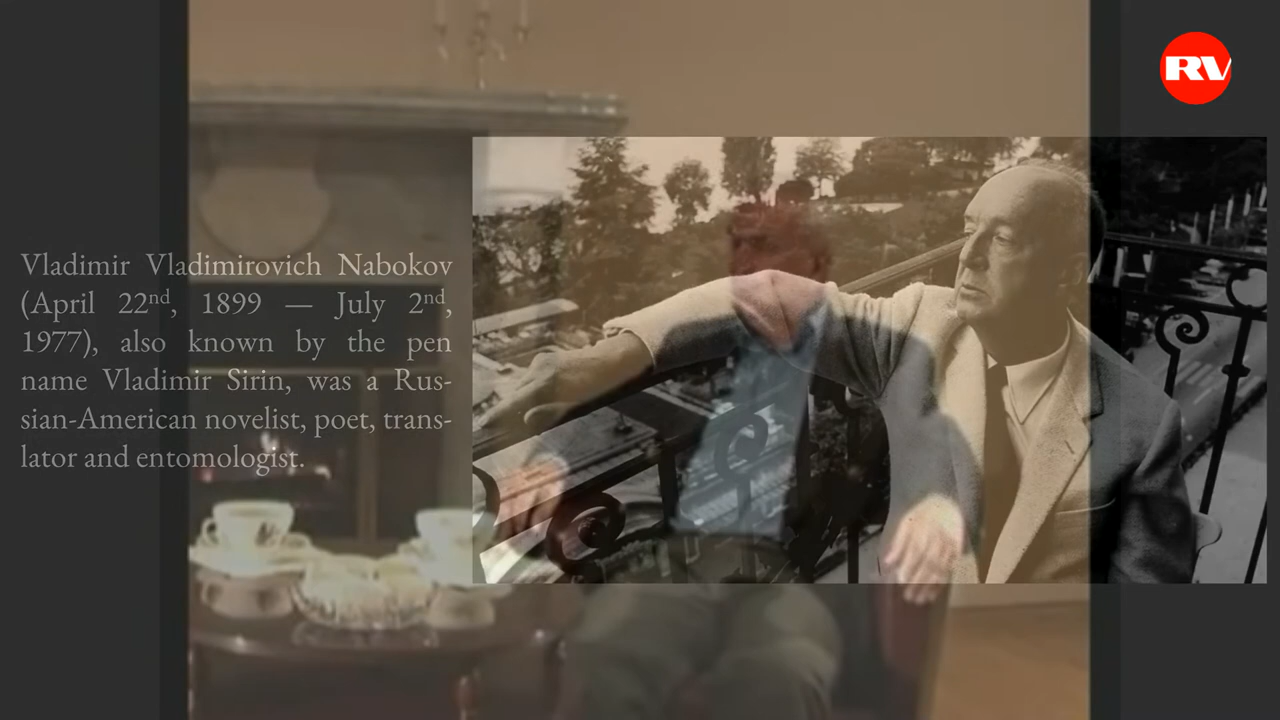 Vladimir Vladimirovich Nabokov
(April 22nd, 1899 — July 2nd,
1977), also known by the pen
name Vladimir Sirin, was a Rus-
sian-American novelist, poet, trans-
lator and entomologist.
RV